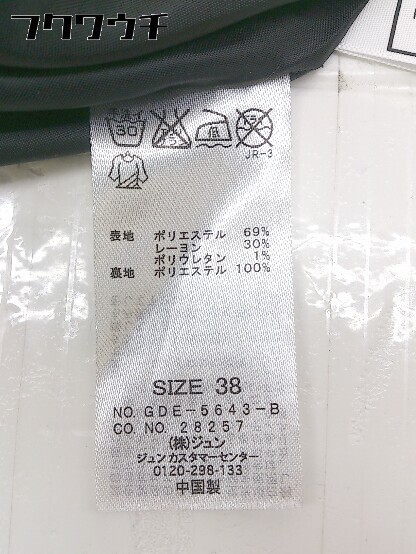 フクワウチ
JR-3
表地 ポリエステル 69%
レーヨン 30%
ポリウレタン 1%
裏地 ポリエステル 100%
SIZE 38
NO. GDE-5643-B
CO. NO. 28257
(株)ジュン
ジュンカスタマーセンター
0120-298-133
中国製